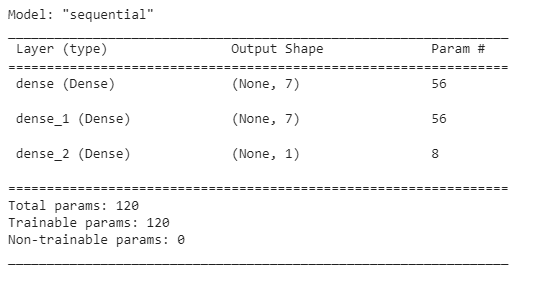 Model: "sequential"
Layer (type) Output Shape Param #
dense (Dense) (None, 7) 56
dense_1 (Dense) (None, 7) 56
dense_2 (Dense) (None, 1) 8
Total params: 120
Trainable params: 120
Non-trainable params: 0